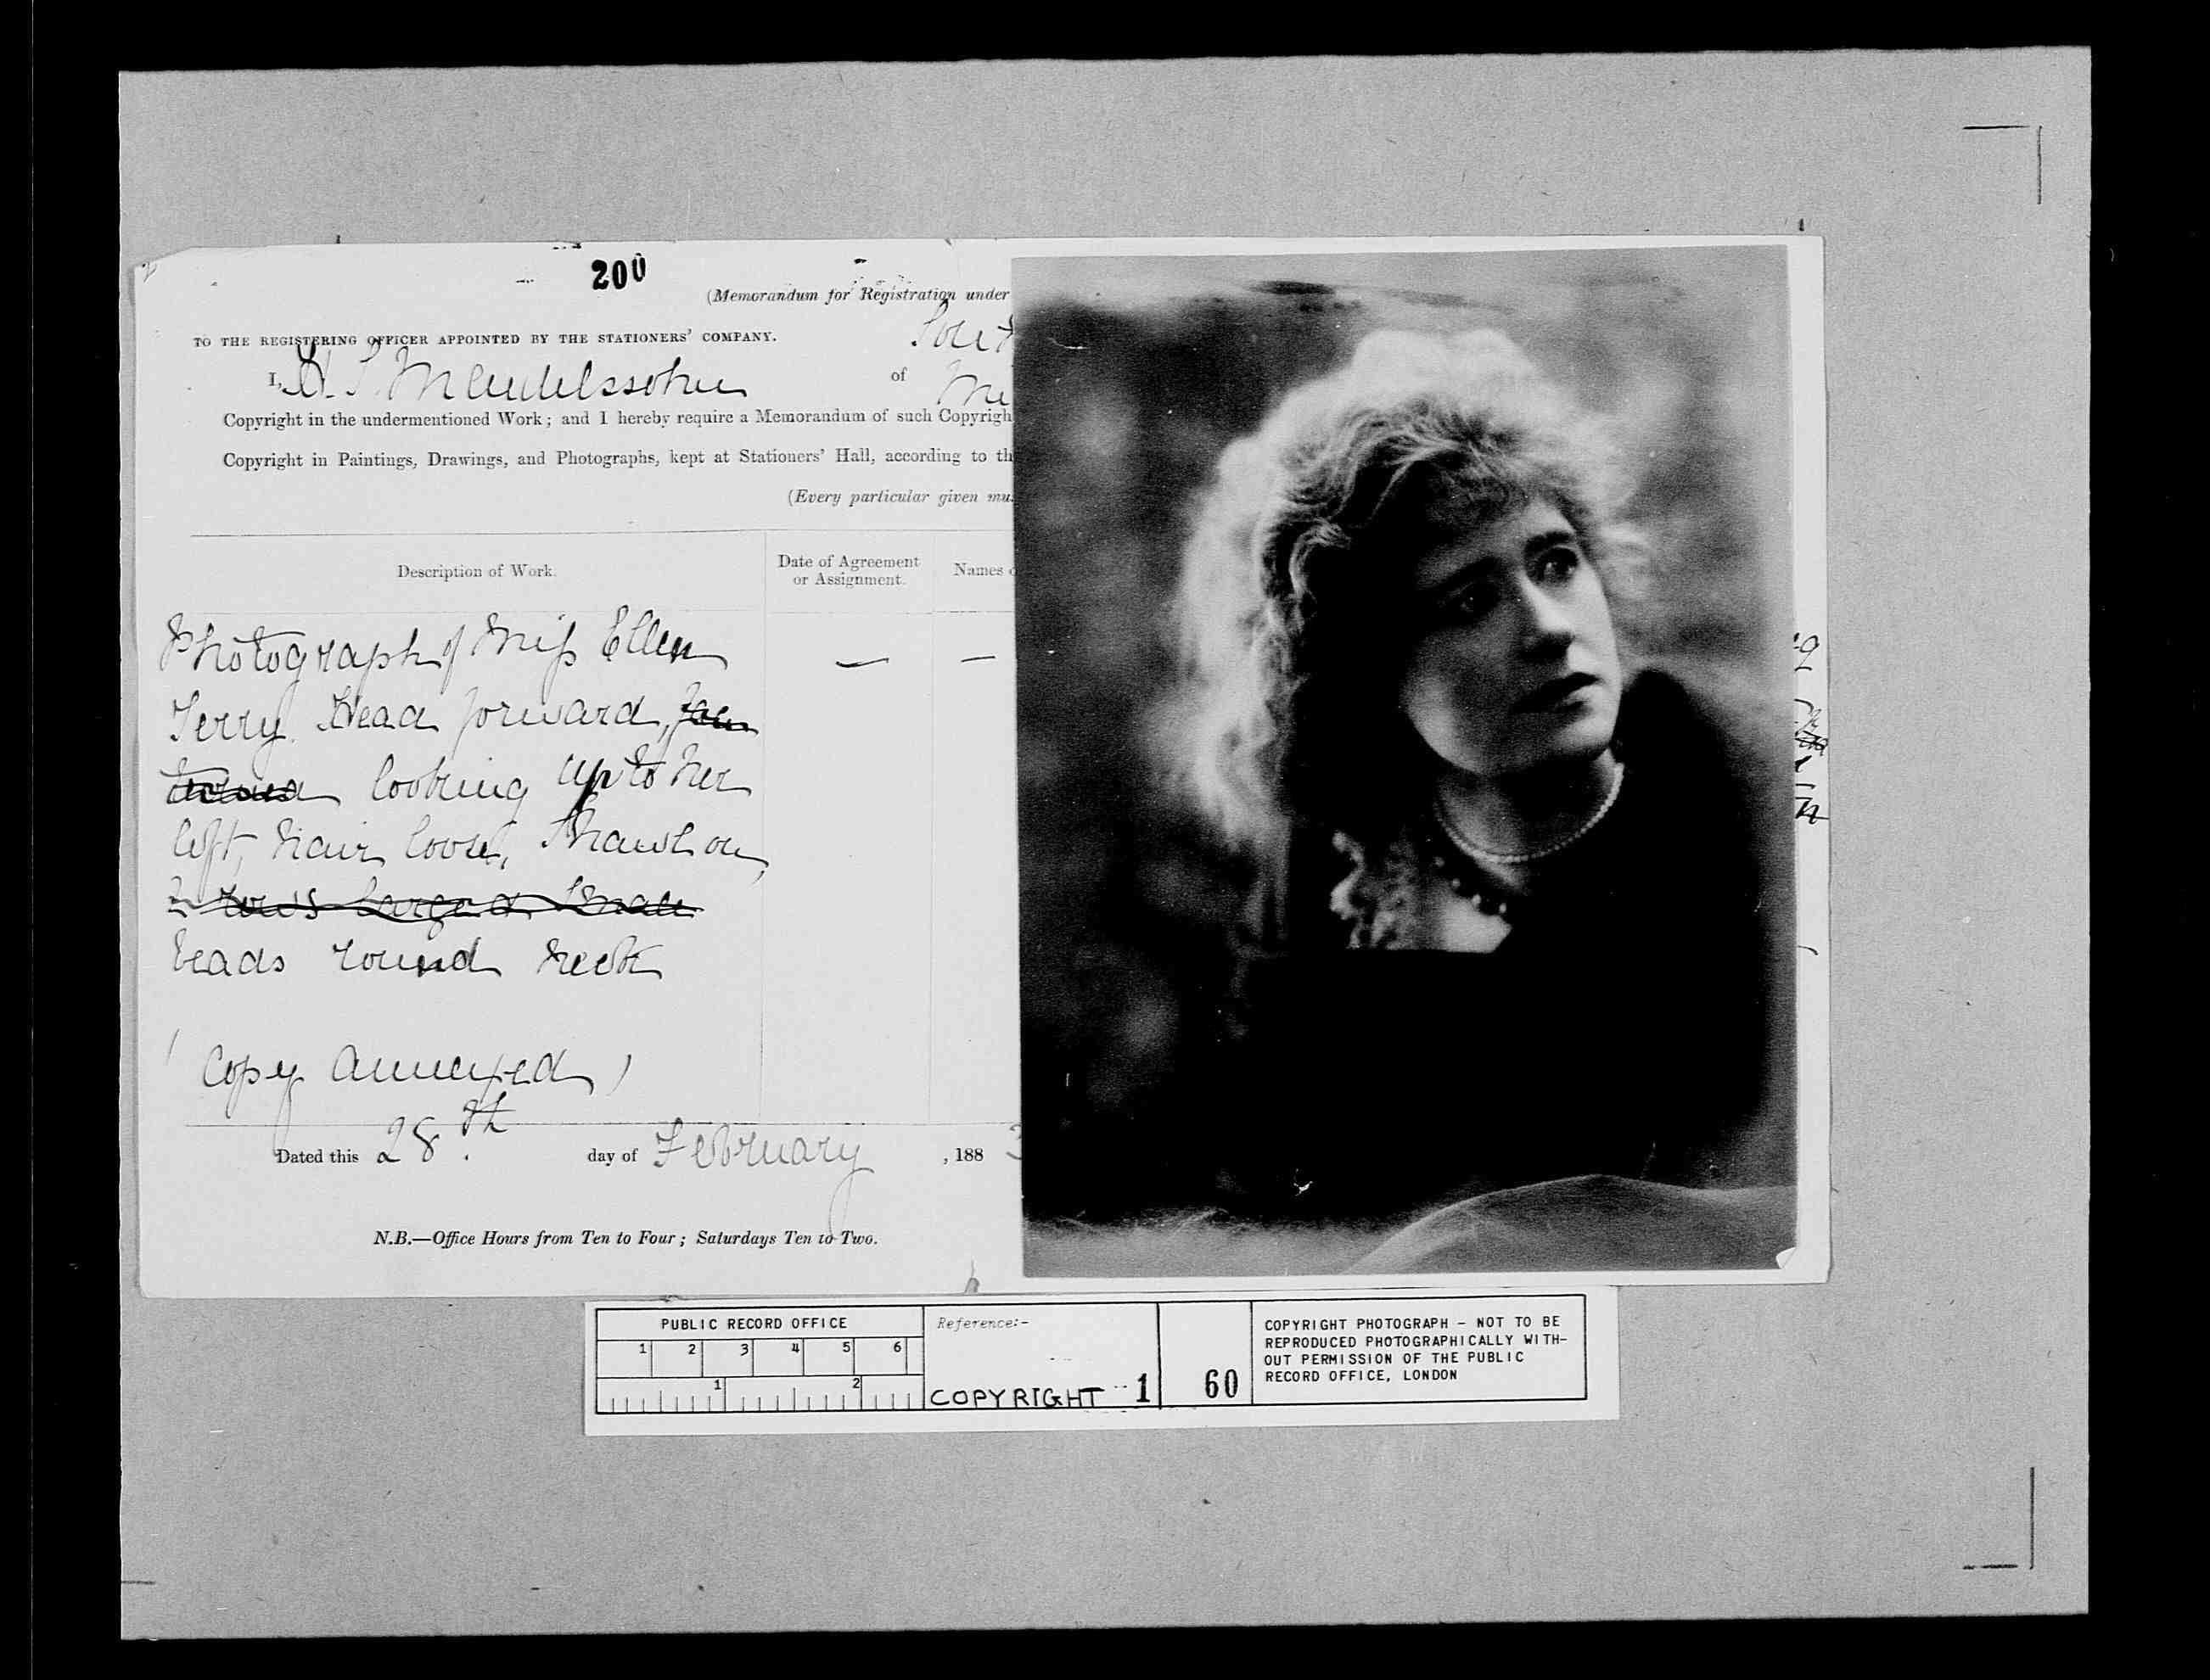 200
(Memorandum for Registration under
TO THE REGISTERING OFFICER APPOINTED BY THE STATIONERS' COMPANY.
I, H. S. Mendelssohn of
Copyright in the undermentioned Work; and I hereby require a Memorandum of such Copyrigh
Copyright in Paintings, Drawings, and Photographs, kept at Stationers' Hall, according to th
(Every particular given mu
Description of Work.
Date of Agreement
or Assignment.
Names
Photograph of Miss Ellen
Terry. Head forward,
turned looking up to her
left, hair loose, Shawl on,
2 rows large & Small
beads round neck
(Copy annexed)
Dated this 28th. day of February, 188
N.B.—Office Hours from Ten to Four; Saturdays Ten to Two.
PUBLIC RECORD OFFICE
1 2 3 4 5 6
1 2
Reference:-
COPYRIGHT 1
60
COPYRIGHT PHOTOGRAPH - NOT TO BE
REPRODUCED PHOTOGRAPHICALLY WITH-
OUT PERMISSION OF THE PUBLIC
RECORD OFFICE, LONDON